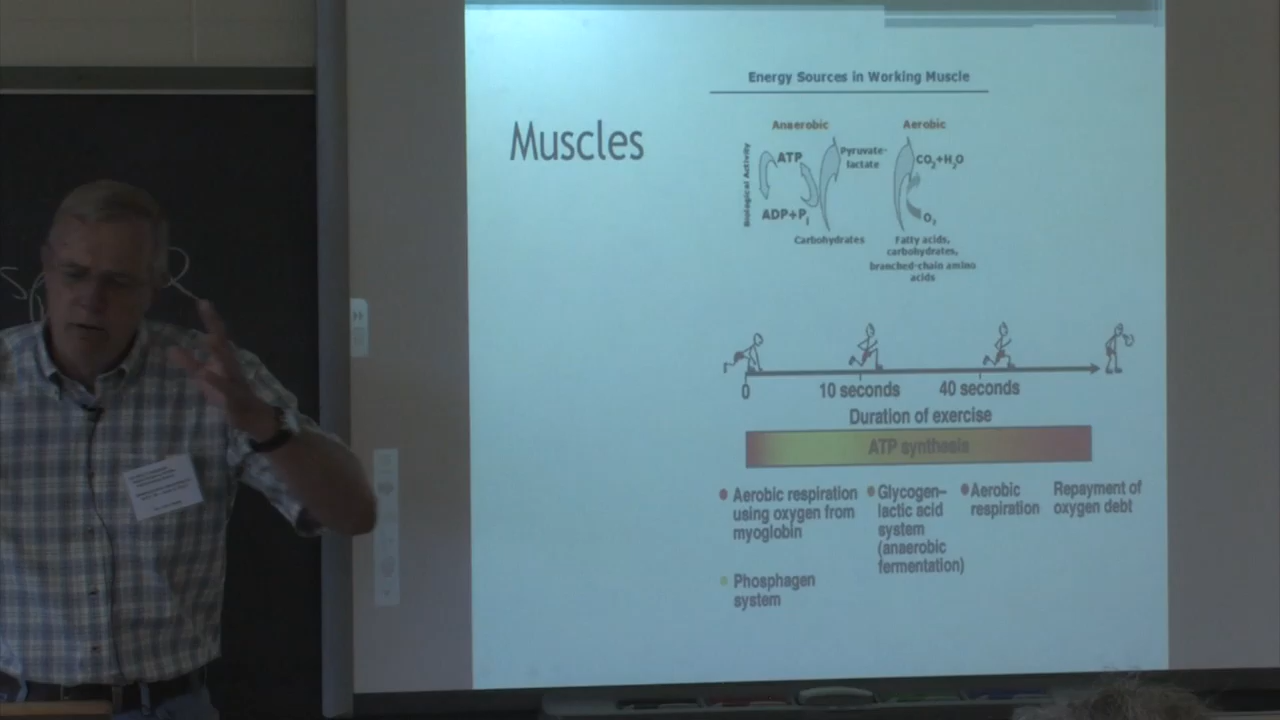 Energy Sources in Working Muscle
Muscles
Anaerobic
Aerobic
Biological Activity
ATP
Pyruvate-
lactate
CO2+H2O
ADP+Pi
O2
Carbohydrates
Fatty acids,
carbohydrates,
branched-chain amino
acids
0
10 seconds
40 seconds
Duration of exercise
ATP synthesis
Aerobic respiration
using oxygen from
myoglobin
Phosphagen
system
Glycogen–
lactic acid
system
(anaerobic
fermentation)
Aerobic
respiration
Repayment of
oxygen debt